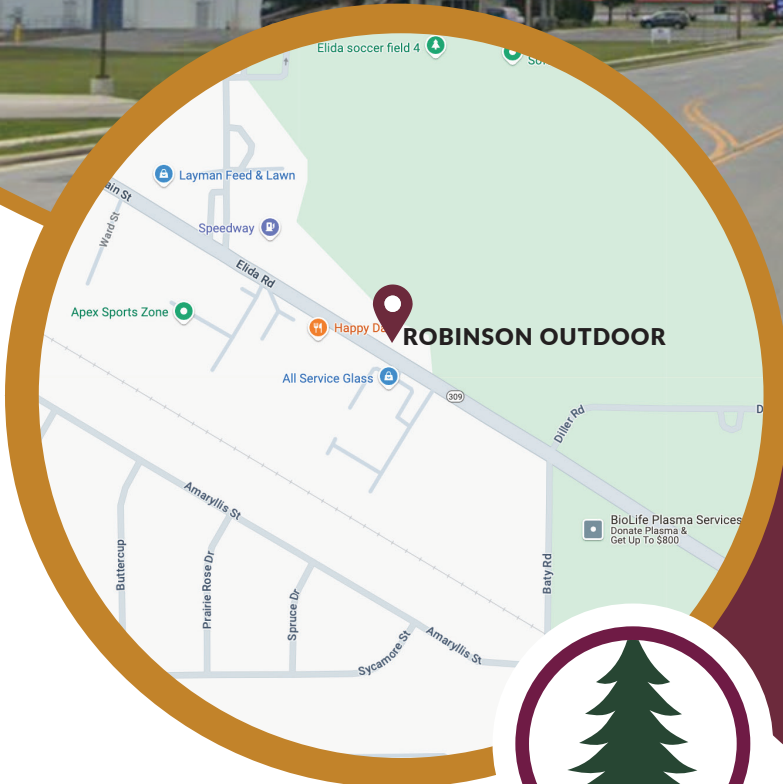 Elida soccer field 4
Layman Feed & Lawn
Ward St
Speedway
Elida Rd
Apex Sports Zone
Happy
ROBINSON OUTDOOR
All Service Glass
309
Diller Rd
BioLife Plasma Services
Donate Plasma &
Get Up To $800
Amaryllis St
Buttercup
Prairie Rose Dr
Spruce Dr
Baty Rd
Sycamore St
Amaryllis St